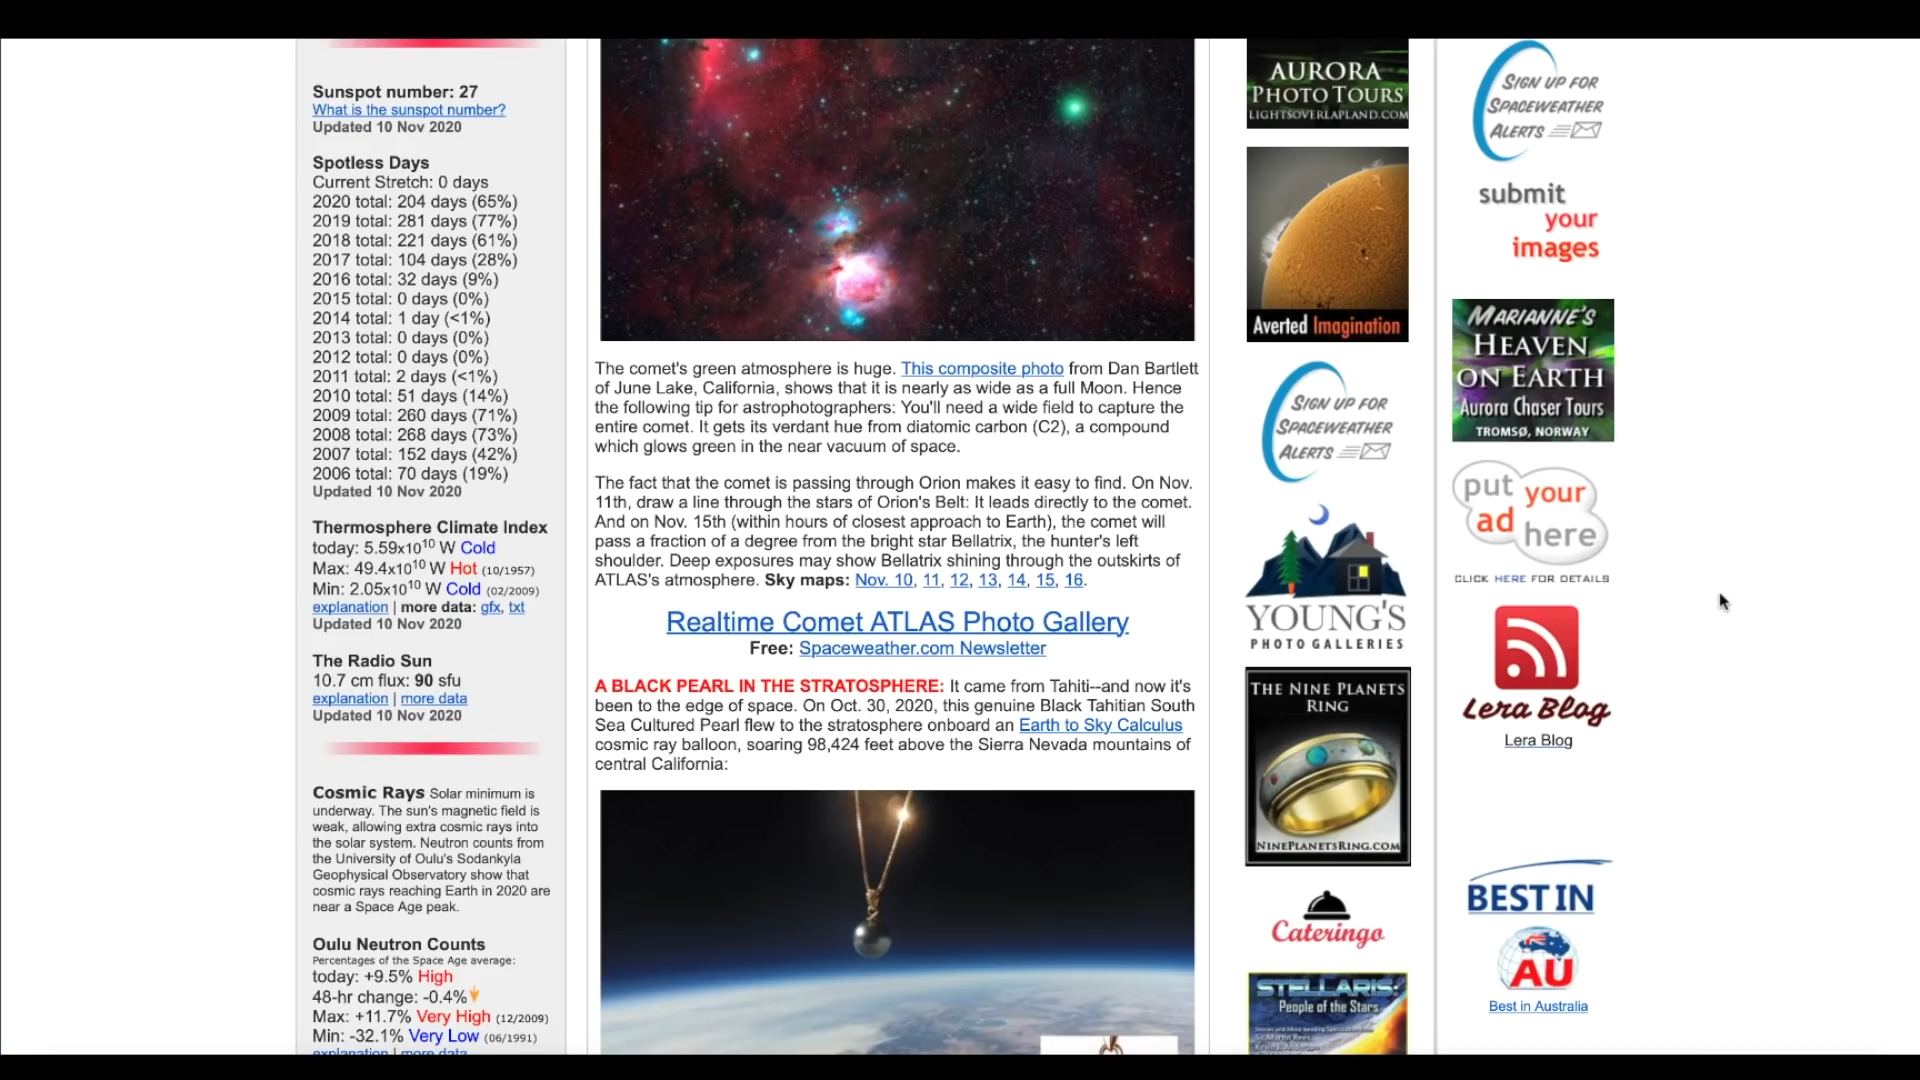 Sunspot number: 27
What is the sunspot number?
Updated 10 Nov 2020
Spotless Days
Current Stretch: 0 days
2020 total: 204 days (65%)
2019 total: 281 days (77%)
2018 total: 221 days (61%)
2017 total: 104 days (28%)
2016 total: 32 days (9%)
2015 total: 0 days (0%)
2014 total: 1 day (<1%)
2013 total: 0 days (0%)
2012 total: 0 days (0%)
2011 total: 2 days (<1%)
2010 total: 51 days (14%)
2009 total: 260 days (71%)
2008 total: 268 days (73%)
2007 total: 152 days (42%)
2006 total: 70 days (19%)
Updated 10 Nov 2020
Thermosphere Climate Index
today: 5.59x10¹⁰ W Cold
Max: 49.4x10¹⁰ W Hot (10/1957)
Min: 2.05x10¹⁰ W Cold (02/2009)
explanation | more data: gfx, txt
Updated 10 Nov 2020
The Radio Sun
10.7 cm flux: 90 sfu
explanation | more data
Updated 10 Nov 2020
Cosmic Rays Solar minimum is
underway. The sun's magnetic field is
weak, allowing extra cosmic rays into
the solar system. Neutron counts from
the University of Oulu's Sodankyla
Geophysical Observatory show that
cosmic rays reaching Earth in 2020 are
near a Space Age peak.
Oulu Neutron Counts
Percentages of the Space Age average:
today: +9.5% High
48-hr change: -0.4%
Max: +11.7% Very High (12/2009)
Min: -32.1% Very Low (06/1991)
explanation | more data
The comet's green atmosphere is huge. This composite photo from Dan Bartlett
of June Lake, California, shows that it is nearly as wide as a full Moon. Hence
the following tip for astrophotographers: You'll need a wide field to capture the
entire comet. It gets its verdant hue from diatomic carbon (C2), a compound
which glows green in the near vacuum of space.
The fact that the comet is passing through Orion makes it easy to find. On Nov.
11th, draw a line through the stars of Orion's Belt: It leads directly to the comet.
And on Nov. 15th (within hours of closest approach to Earth), the comet will
pass a fraction of a degree from the bright star Bellatrix, the hunter's left
shoulder. Deep exposures may show Bellatrix shining through the outskirts of
ATLAS's atmosphere. Sky maps: Nov. 10, 11, 12, 13, 14, 15, 16.
Realtime Comet ATLAS Photo Gallery
Free: Spaceweather.com Newsletter
A BLACK PEARL IN THE STRATOSPHERE: It came from Tahiti--and now it's
been to the edge of space. On Oct. 30, 2020, this genuine Black Tahitian South
Sea Cultured Pearl flew to the stratosphere onboard an Earth to Sky Calculus
cosmic ray balloon, soaring 98,424 feet above the Sierra Nevada mountains of
central California:
AURORA
PHOTO TOURS
LIGHTSOVERLAPLAND.COM
Averted Imagination
SIGN UP FOR
SPACEWEATHER
ALERTS
YOUNG'S
PHOTO GALLERIES
THE NINE PLANETS
RING
NINEPLANETSRING.COM
Cateringo
STELLARIS:
People of the Stars
SIGN UP FOR
SPACEWEATHER
ALERTS
submit
your
images
MARIANNE'S
HEAVEN
ON EARTH
Aurora Chaser Tours
TROMSØ, NORWAY
put your
ad here
CLICK HERE FOR DETAILS
Lera Blog
Lera Blog
BEST IN
AU
Best in Australia